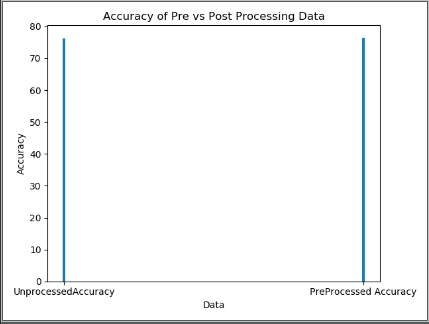 Accuracy of Pre vs Post Processing Data
80
70
60
50
40
30
20
10
0
Accuracy
UnprocessedAccuracy
PreProcessed Accuracy
Data